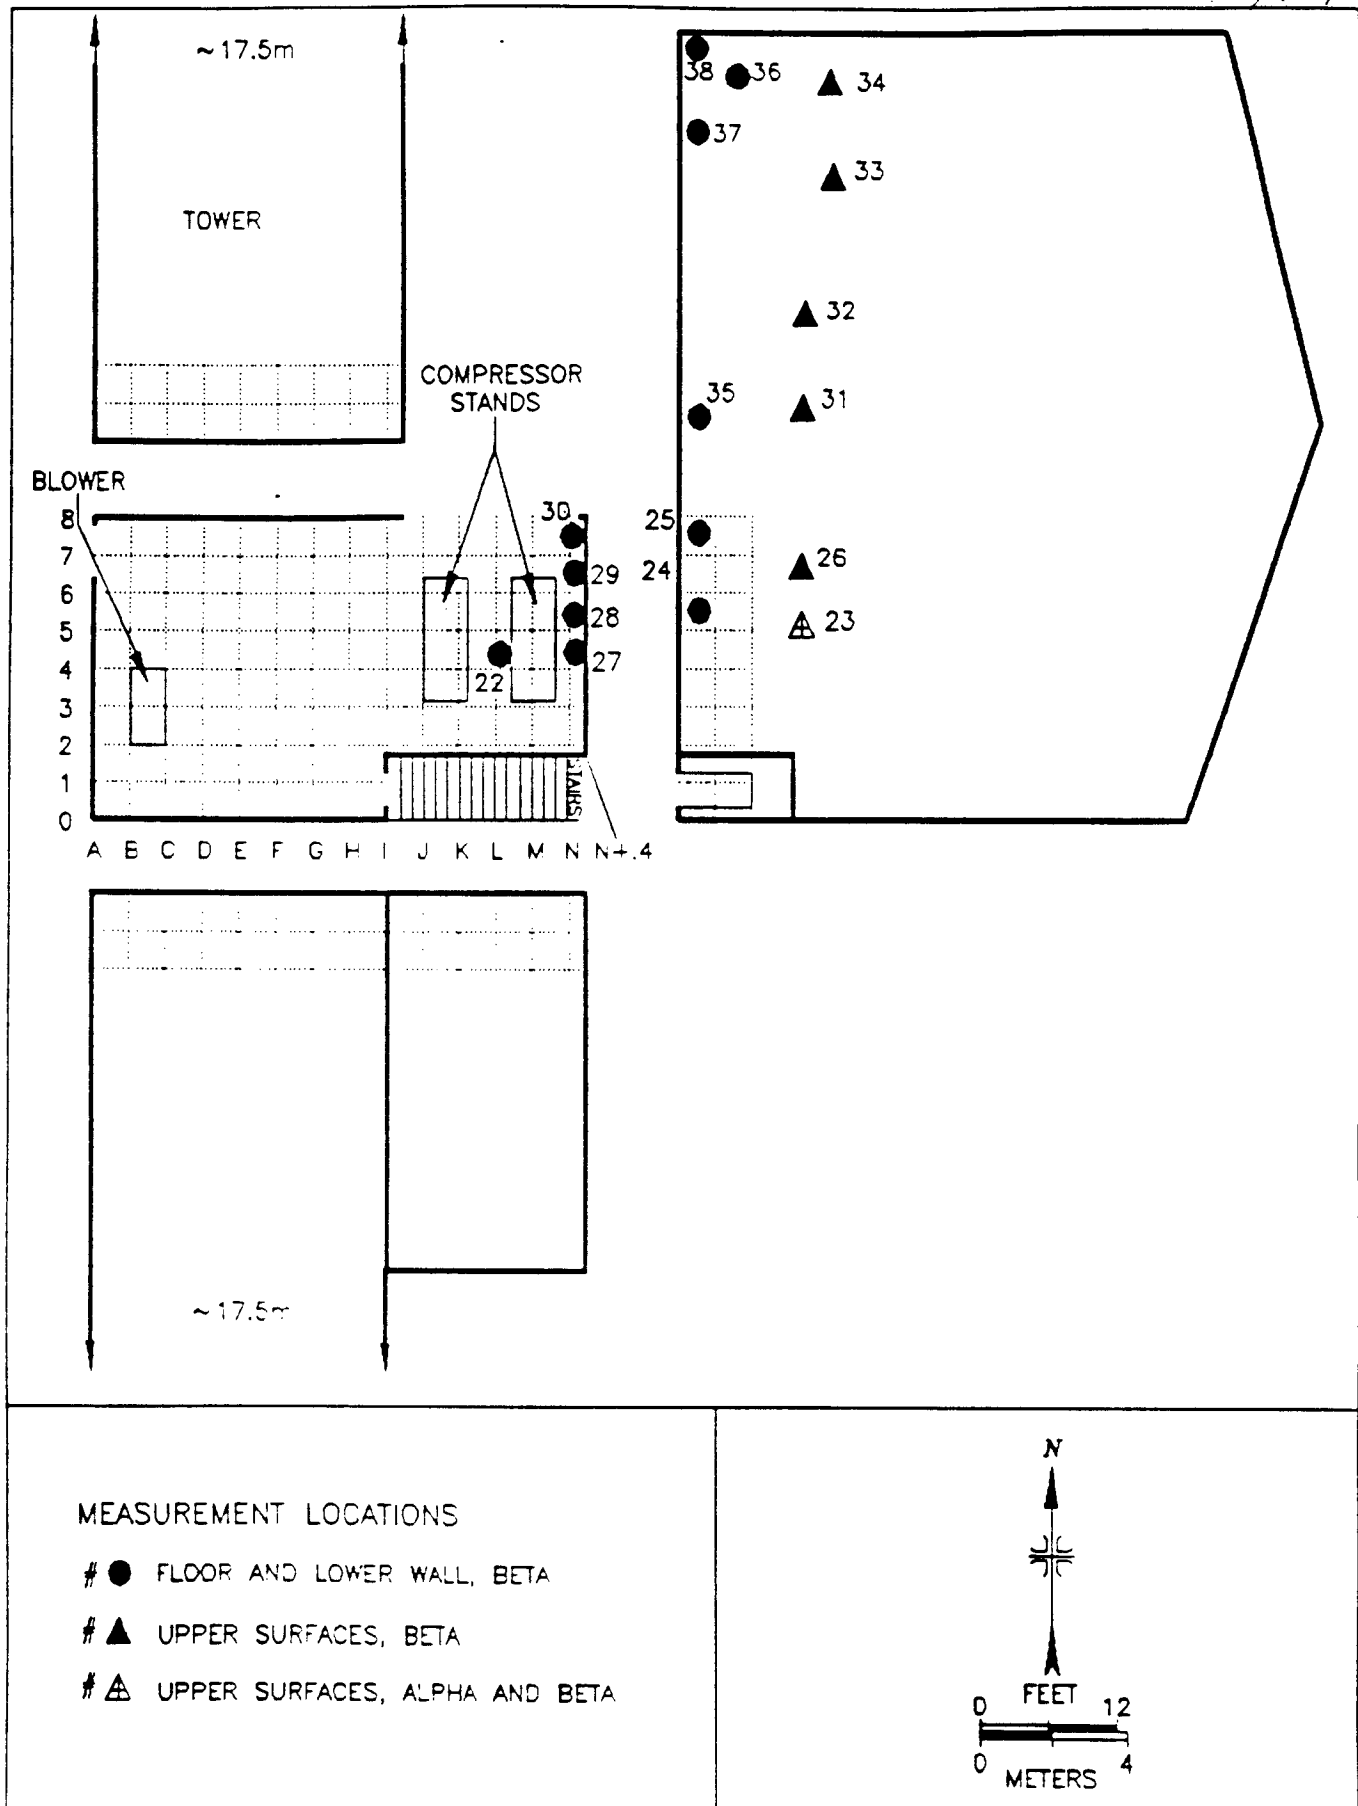 ~17.5m
38
36
34
37
33
TOWER
32
COMPRESSOR
STANDS
35
31
BLOWER
8
30
25
7
26
29
24
6
28
23
5
27
4
22
3
2
1
STAIRS
0
A B C D E F G H I J K L M N N+.4
~17.5m
MEASUREMENT LOCATIONS
# FLOOR AND LOWER WALL, BETA
# UPPER SURFACES, BETA
# UPPER SURFACES, ALPHA AND BETA
N
FEET
0 12
0 4
METERS